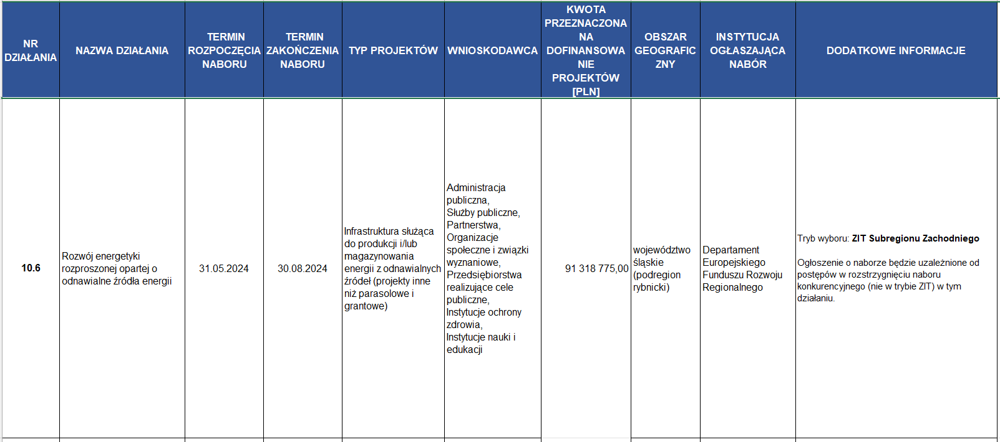 NR
DZIAŁANIA
NAZWA DZIAŁANIA
TERMIN
ROZPOCZĘCIA
NABORU
TERMIN
ZAKOŃCZENIA
NABORU
TYP PROJEKTÓW
WNIOSKODAWCA
KWOTA
PRZEZNACZONA
NA
DOFINANSOWA
NIE
PROJEKTÓW
[PLN]
OBSZAR
GEOGRAFIC
ZNY
INSTYTUCJA
OGŁASZAJĄCA
NABÓR
DODATKOWE INFORMACJE
10.6
Rozwój energetyki
rozproszonej opartej o
odnawialne źródła energii
31.05.2024
30.08.2024
Infrastruktura służąca
do produkcji i/lub
magazynowania
energii z odnawialnych
źródeł (projekty inne
niż parasolowe i
grantowe)
Administracja
publiczna,
Służby publiczne,
Partnerstwa,
Organizacje
społeczne i związki
wyznaniowe,
Przedsiębiorstwa
realizujące cele
publiczne,
Instytucje ochrony
zdrowia,
Instytucje nauki i
edukacji
91 318 775,00
województwo
śląskie
(podregion
rybnicki)
Departament
Europejskiego
Funduszu Rozwoju
Regionalnego
Tryb wyboru: ZIT Subregionu Zachodniego
Ogłoszenie o naborze będzie uzależnione od
postępów w rozstrzygnięciu naboru
konkurencyjnego (nie w trybie ZIT) w tym
działaniu.